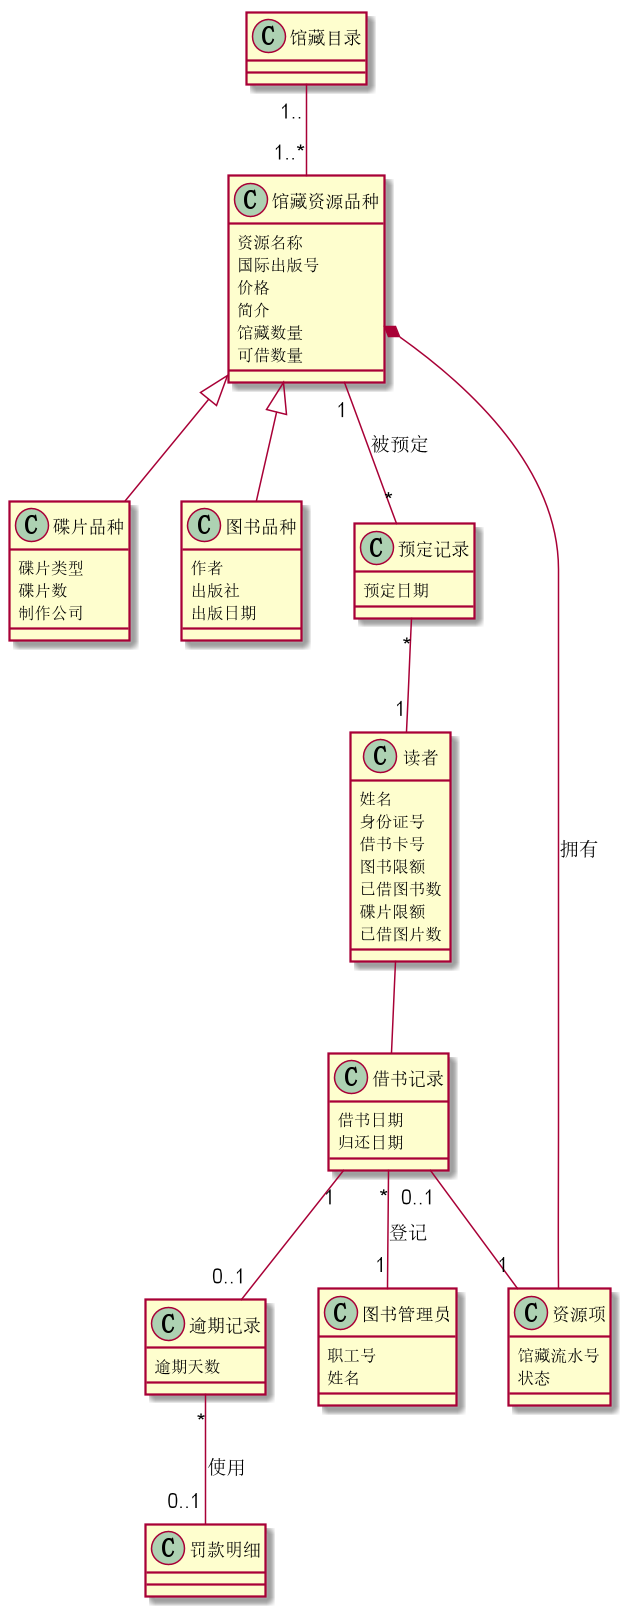 C 馆藏目录
1..
1..*
C 馆藏资源品种
资源名称
国际出版号
价格
简介
馆藏数量
可借数量
1
被预定
*
C 碟片品种
碟片类型
碟片数
制作公司
C 图书品种
作者
出版社
出版日期
C 预定记录
预定日期
*
1
C 读者
姓名
身份证号
借书卡号
图书限额
已借图书数
碟片限额
已借图片数
拥有
C 借书记录
借书日期
归还日期
1
0..1
*
登记
1
0..1
1
C 逾期记录
逾期天数
C 图书管理员
职工号
姓名
C 资源项
馆藏流水号
状态
*
使用
0..1
C 罚款明细